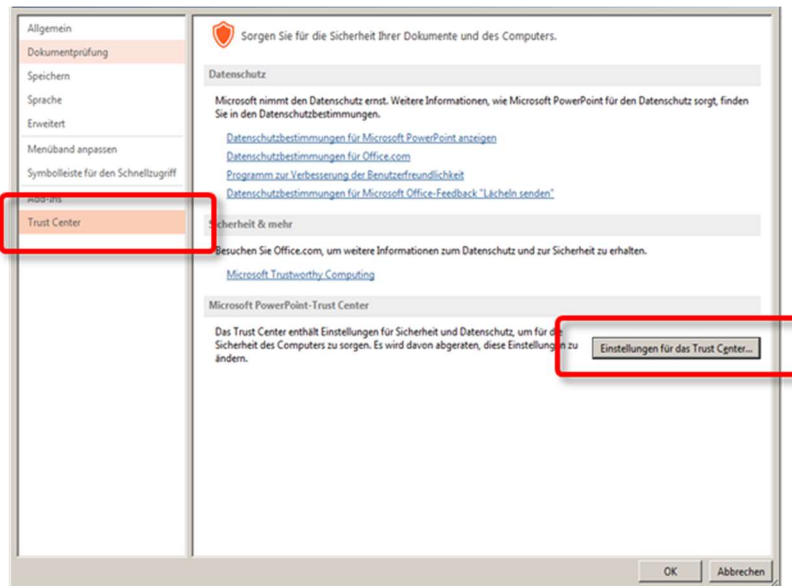 Allgemein
Dokumentprüfung
Speichern
Sprache
Erweitert
Menüband anpassen
Symbolleiste für den Schnellzugriff
Add-Ins
Trust Center
Sorgen Sie für die Sicherheit Ihrer Dokumente und des Computers.
Datenschutz
Microsoft nimmt den Datenschutz ernst. Weitere Informationen, wie Microsoft PowerPoint für den Datenschutz sorgt, finden
Sie in den Datenschutzbestimmungen.
Datenschutzbestimmungen für Microsoft PowerPoint anzeigen
Datenschutzbestimmungen für Office.com
Programm zur Verbesserung der Benutzerfreundlichkeit
Datenschutzbestimmungen für Microsoft Office-Feedback "Lächeln senden"
Sicherheit & mehr
Besuchen Sie Office.com, um weitere Informationen zum Datenschutz und zur Sicherheit zu erhalten.
Microsoft Trustworthy Computing
Microsoft PowerPoint-Trust Center
Das Trust Center enthält Einstellungen für Sicherheit und Datenschutz, um für die
Sicherheit des Computers zu sorgen. Es wird davon abgeraten, diese Einstellungen zu
ändern.
Einstellungen für das Trust Center...
OK
Abbrechen